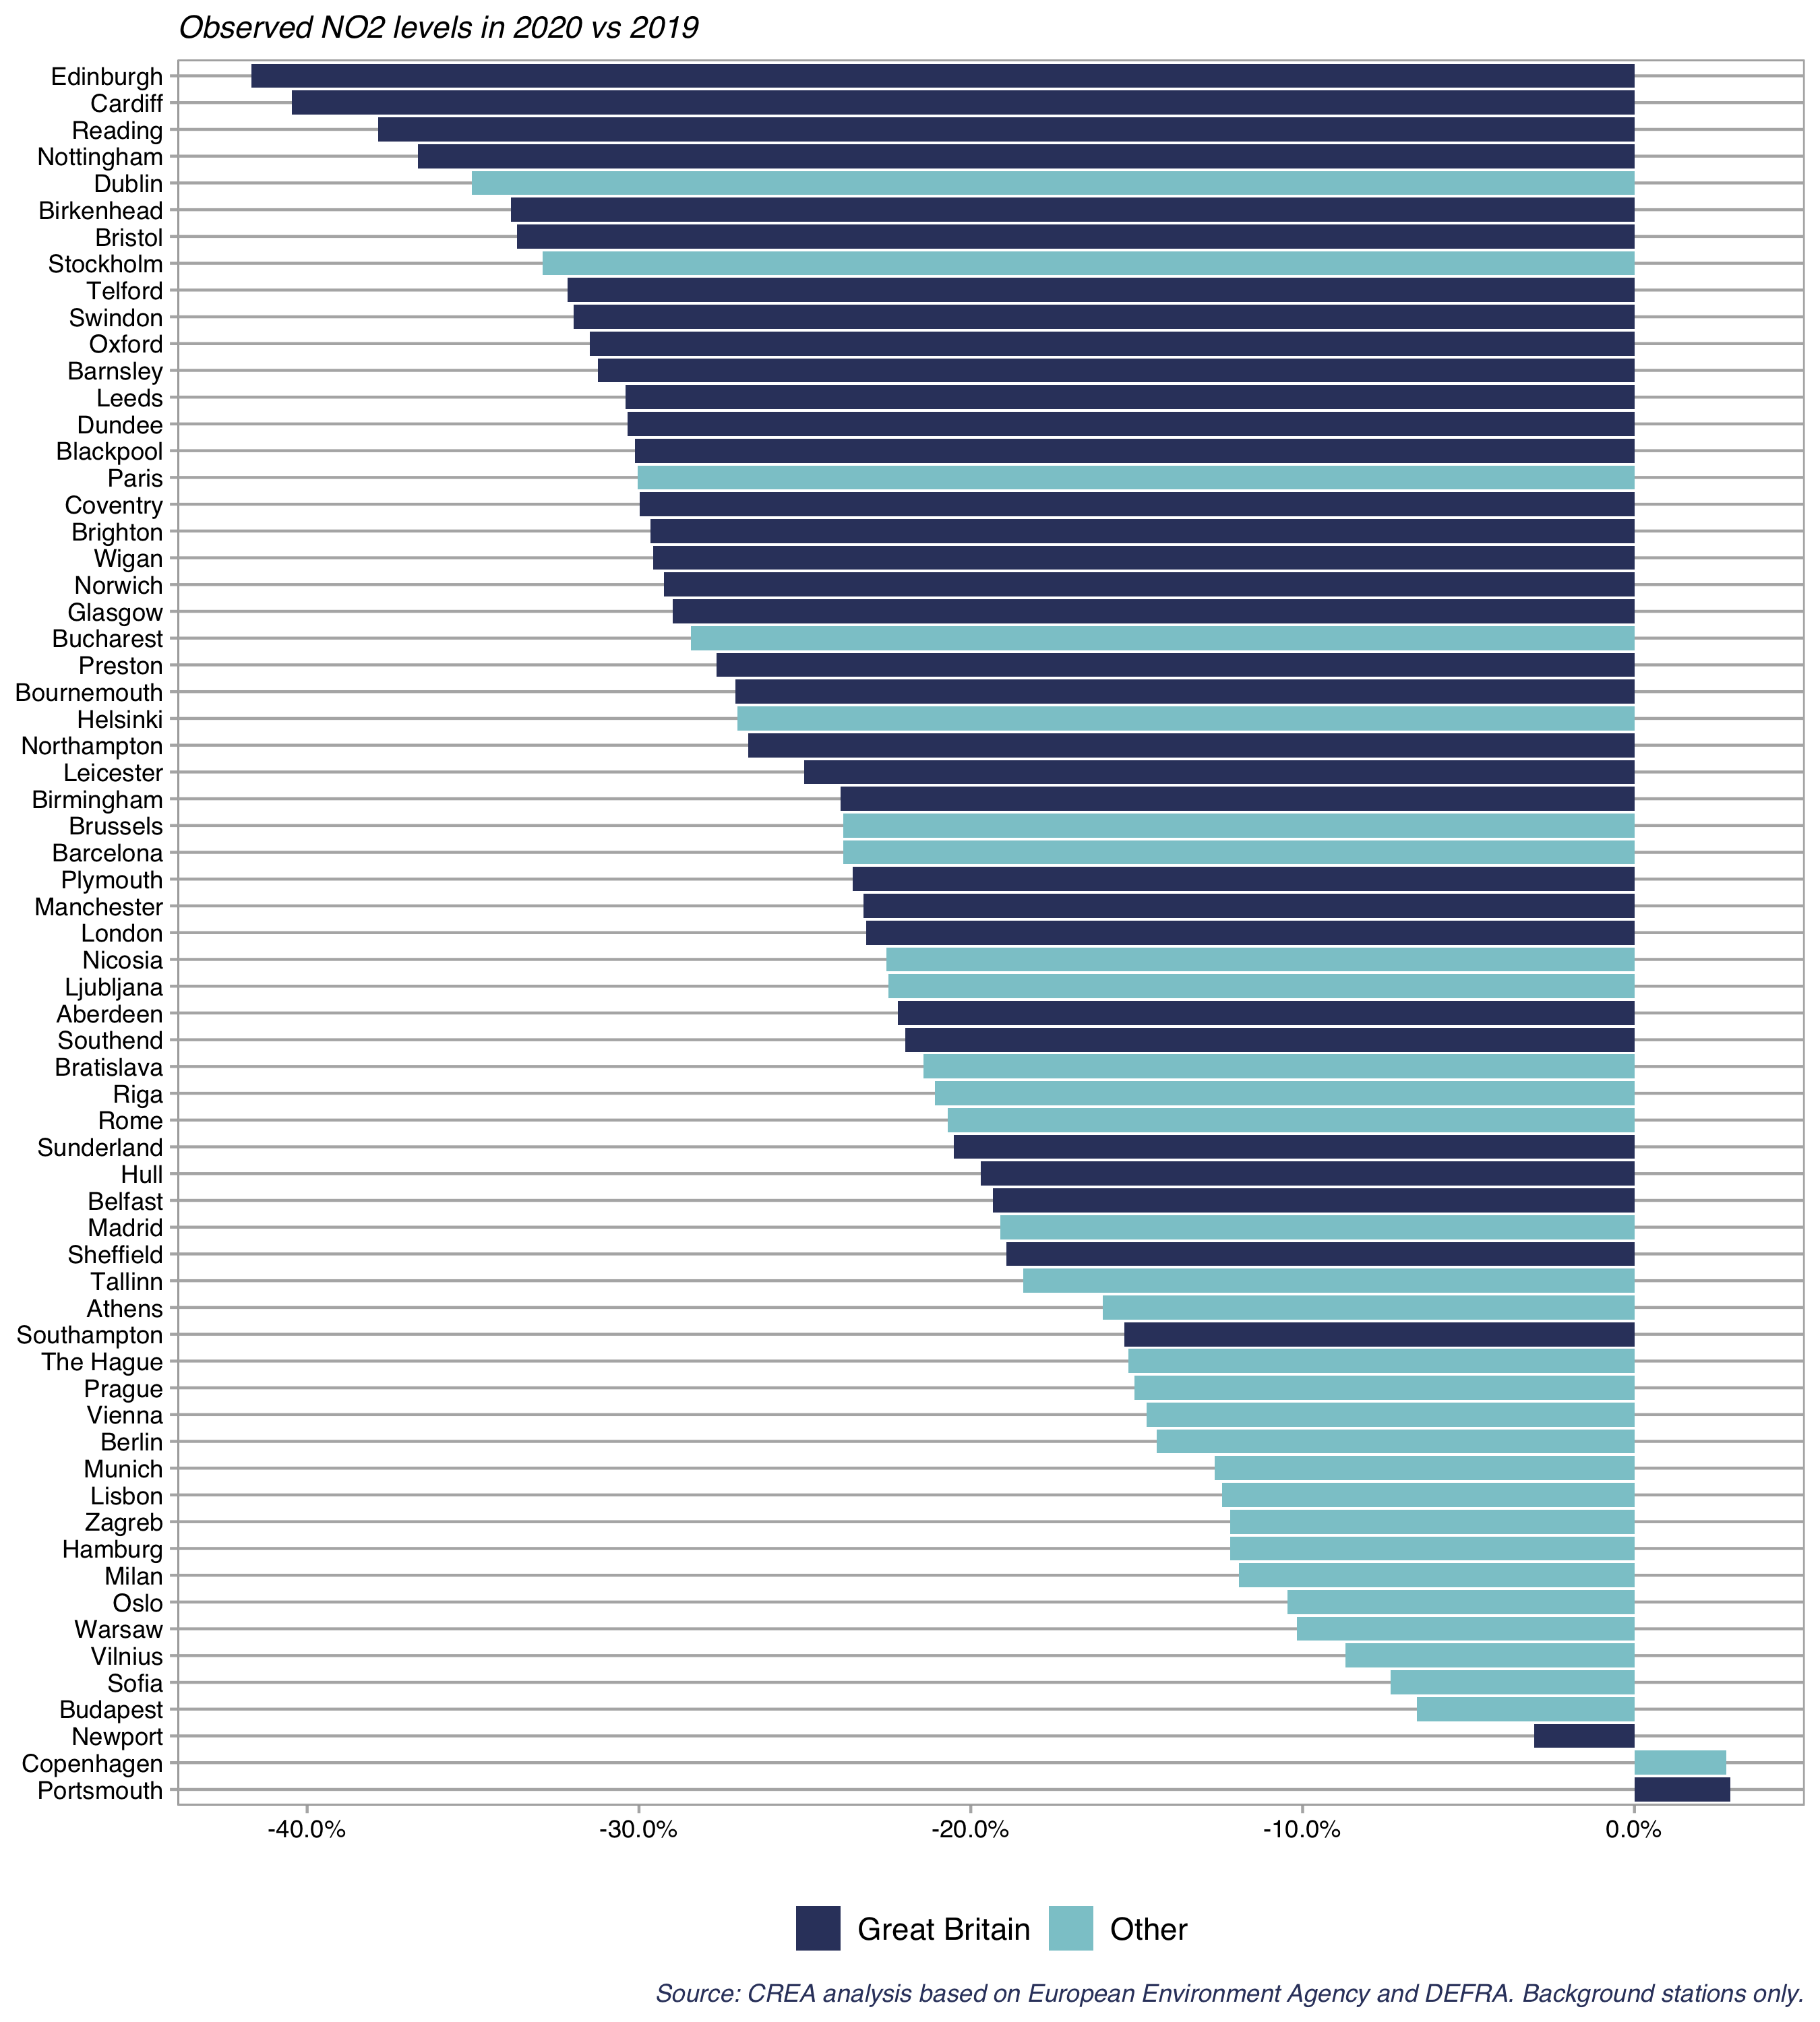 Observed NO2 levels in 2020 vs 2019
Edinburgh
Cardiff
Reading
Nottingham
Dublin
Birkenhead
Bristol
Stockholm
Telford
Swindon
Oxford
Barnsley
Leeds
Dundee
Blackpool
Paris
Coventry
Brighton
Wigan
Norwich
Glasgow
Bucharest
Preston
Bournemouth
Helsinki
Northampton
Leicester
Birmingham
Brussels
Barcelona
Plymouth
Manchester
London
Nicosia
Ljubljana
Aberdeen
Southend
Bratislava
Riga
Rome
Sunderland
Hull
Belfast
Madrid
Sheffield
Tallinn
Athens
Southampton
The Hague
Prague
Vienna
Berlin
Munich
Lisbon
Zagreb
Hamburg
Milan
Oslo
Warsaw
Vilnius
Sofia
Budapest
Newport
Copenhagen
Portsmouth
-40.0% -30.0% -20.0% -10.0% 0.0%
Great Britain Other
Source: CREA analysis based on European Environment Agency and DEFRA. Background stations only.